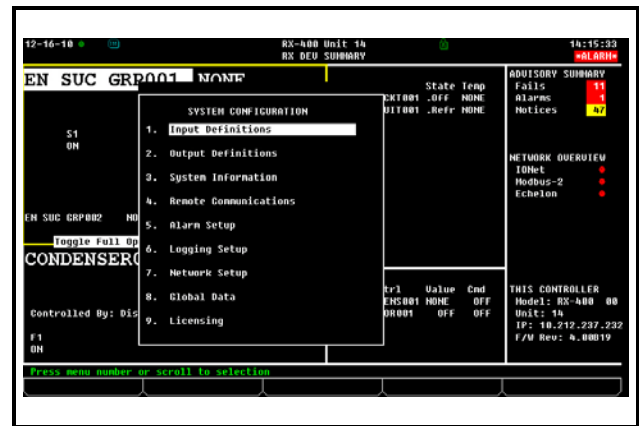 12-16-10
RX-400 Unit 14
14:15:33
RX DEV SUMMARY
*ALARM*
EN SUC GRP001 NONE
State Temp
CKT001 .OFF NONE
UIT001 .Refr NONE
S1
ON
EN SUC GRP002 NO
Toggle Full Op
CONDENSERC
Controlled By: Dis
F1
ON
SYSTEM CONFIGURATION
1. Input Definitions
2. Output Definitions
3. System Information
4. Remote Communications
5. Alarm Setup
6. Logging Setup
7. Network Setup
8. Global Data
9. Licensing
trl Value Cmd
ENS001 NONE OFF
OR001 OFF OFF
ADVISORY SUMMARY
Fails 11
Alarms 1
Notices 47
NETWORK OVERVIEW
IONet
Modbus-2
Echelon
THIS CONTROLLER
Model: RX-400 00
Unit: 14
IP: 10.212.237.232
F/W Rev: 4.00B19
Press menu number or scroll to selection